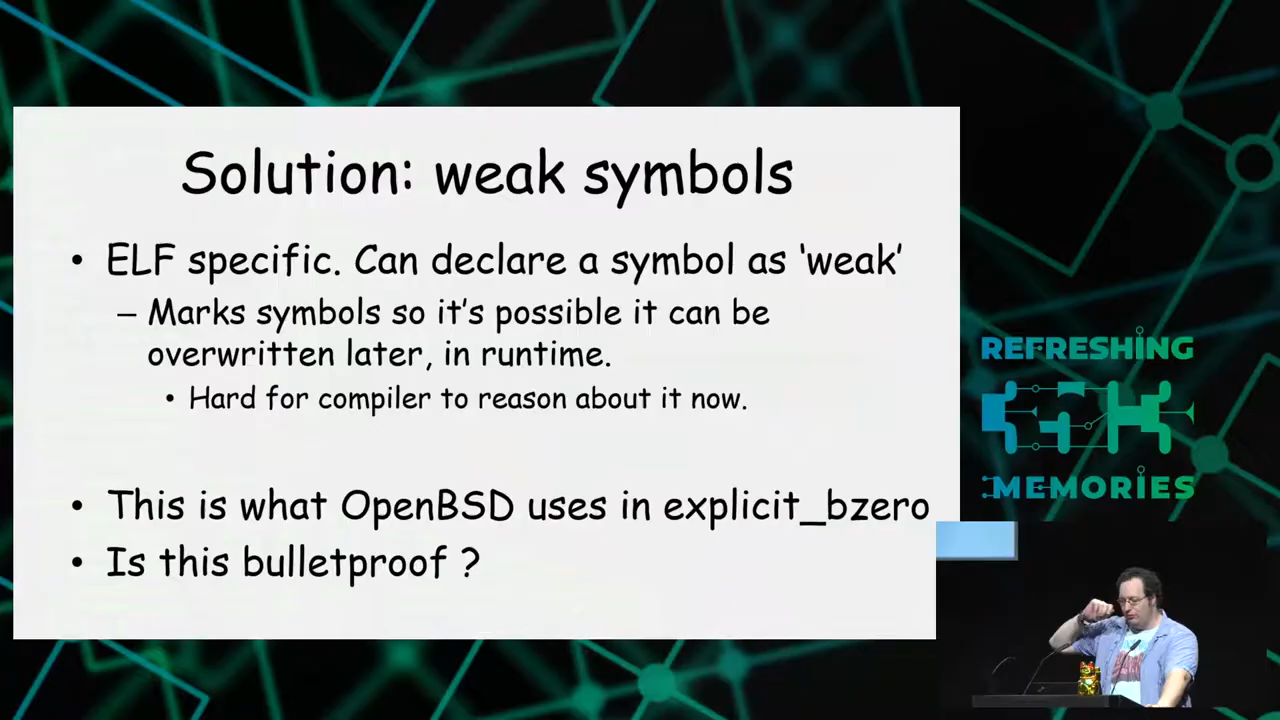 Solution: weak symbols
• ELF specific. Can declare a symbol as ‘weak’
– Marks symbols so it’s possible it can be
overwritten later, in runtime.
• Hard for compiler to reason about it now.
• This is what OpenBSD uses in explicit_bzero
• Is this bulletproof ?
REFRESHING
MEMORIES